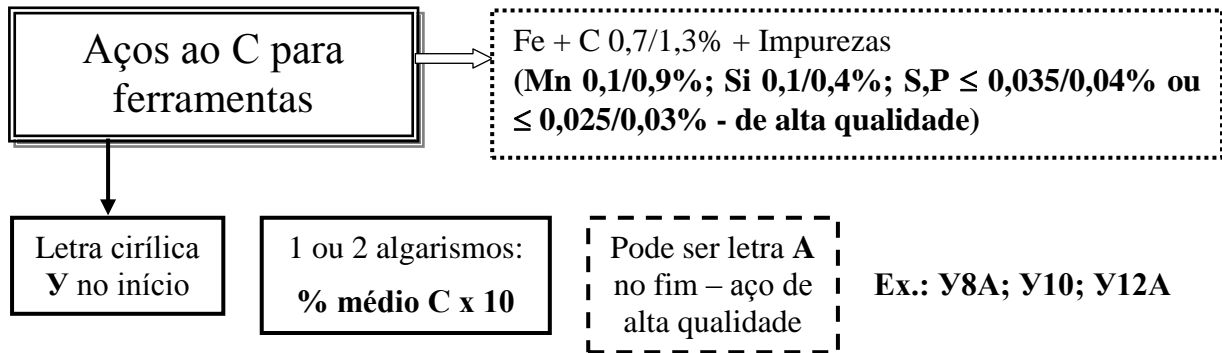 Aços ao C para
ferramentas
Fe + C 0,7/1,3% + Impurezas
(Mn 0,1/0,9%; Si 0,1/0,4%; S,P ≤ 0,035/0,04% ou
≤ 0,025/0,03% - de alta qualidade)
Letra cirílica
У no início
1 ou 2 algarismos:
% médio C x 10
Pode ser letra A
no fim – aço de
alta qualidade
Ex.: У8А; У10; У12А